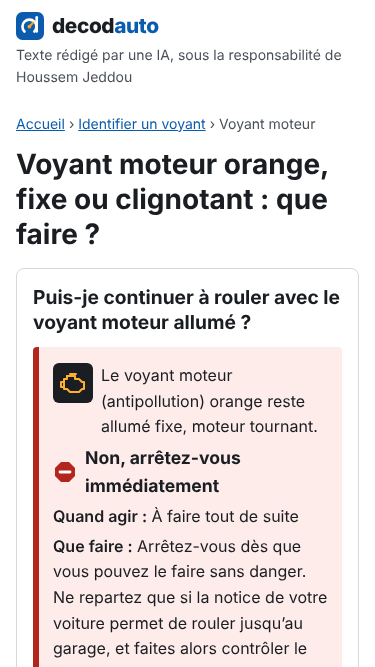 decodauto
Texte rédigé par une IA, sous la responsabilité de
Houssem Jeddou
Accueil › Identifier un voyant › Voyant moteur
Voyant moteur orange,
fixe ou clignotant : que
faire ?
Puis-je continuer à rouler avec le
voyant moteur allumé ?
Le voyant moteur
(antipollution) orange reste
allumé fixe, moteur tournant.
Non, arrêtez-vous
immédiatement
Quand agir : À faire tout de suite
Que faire : Arrêtez-vous dès que
vous pouvez le faire sans danger.
Ne repartez que si la notice de votre
voiture permet de rouler jusqu’au
garage, et faites alors contrôler le